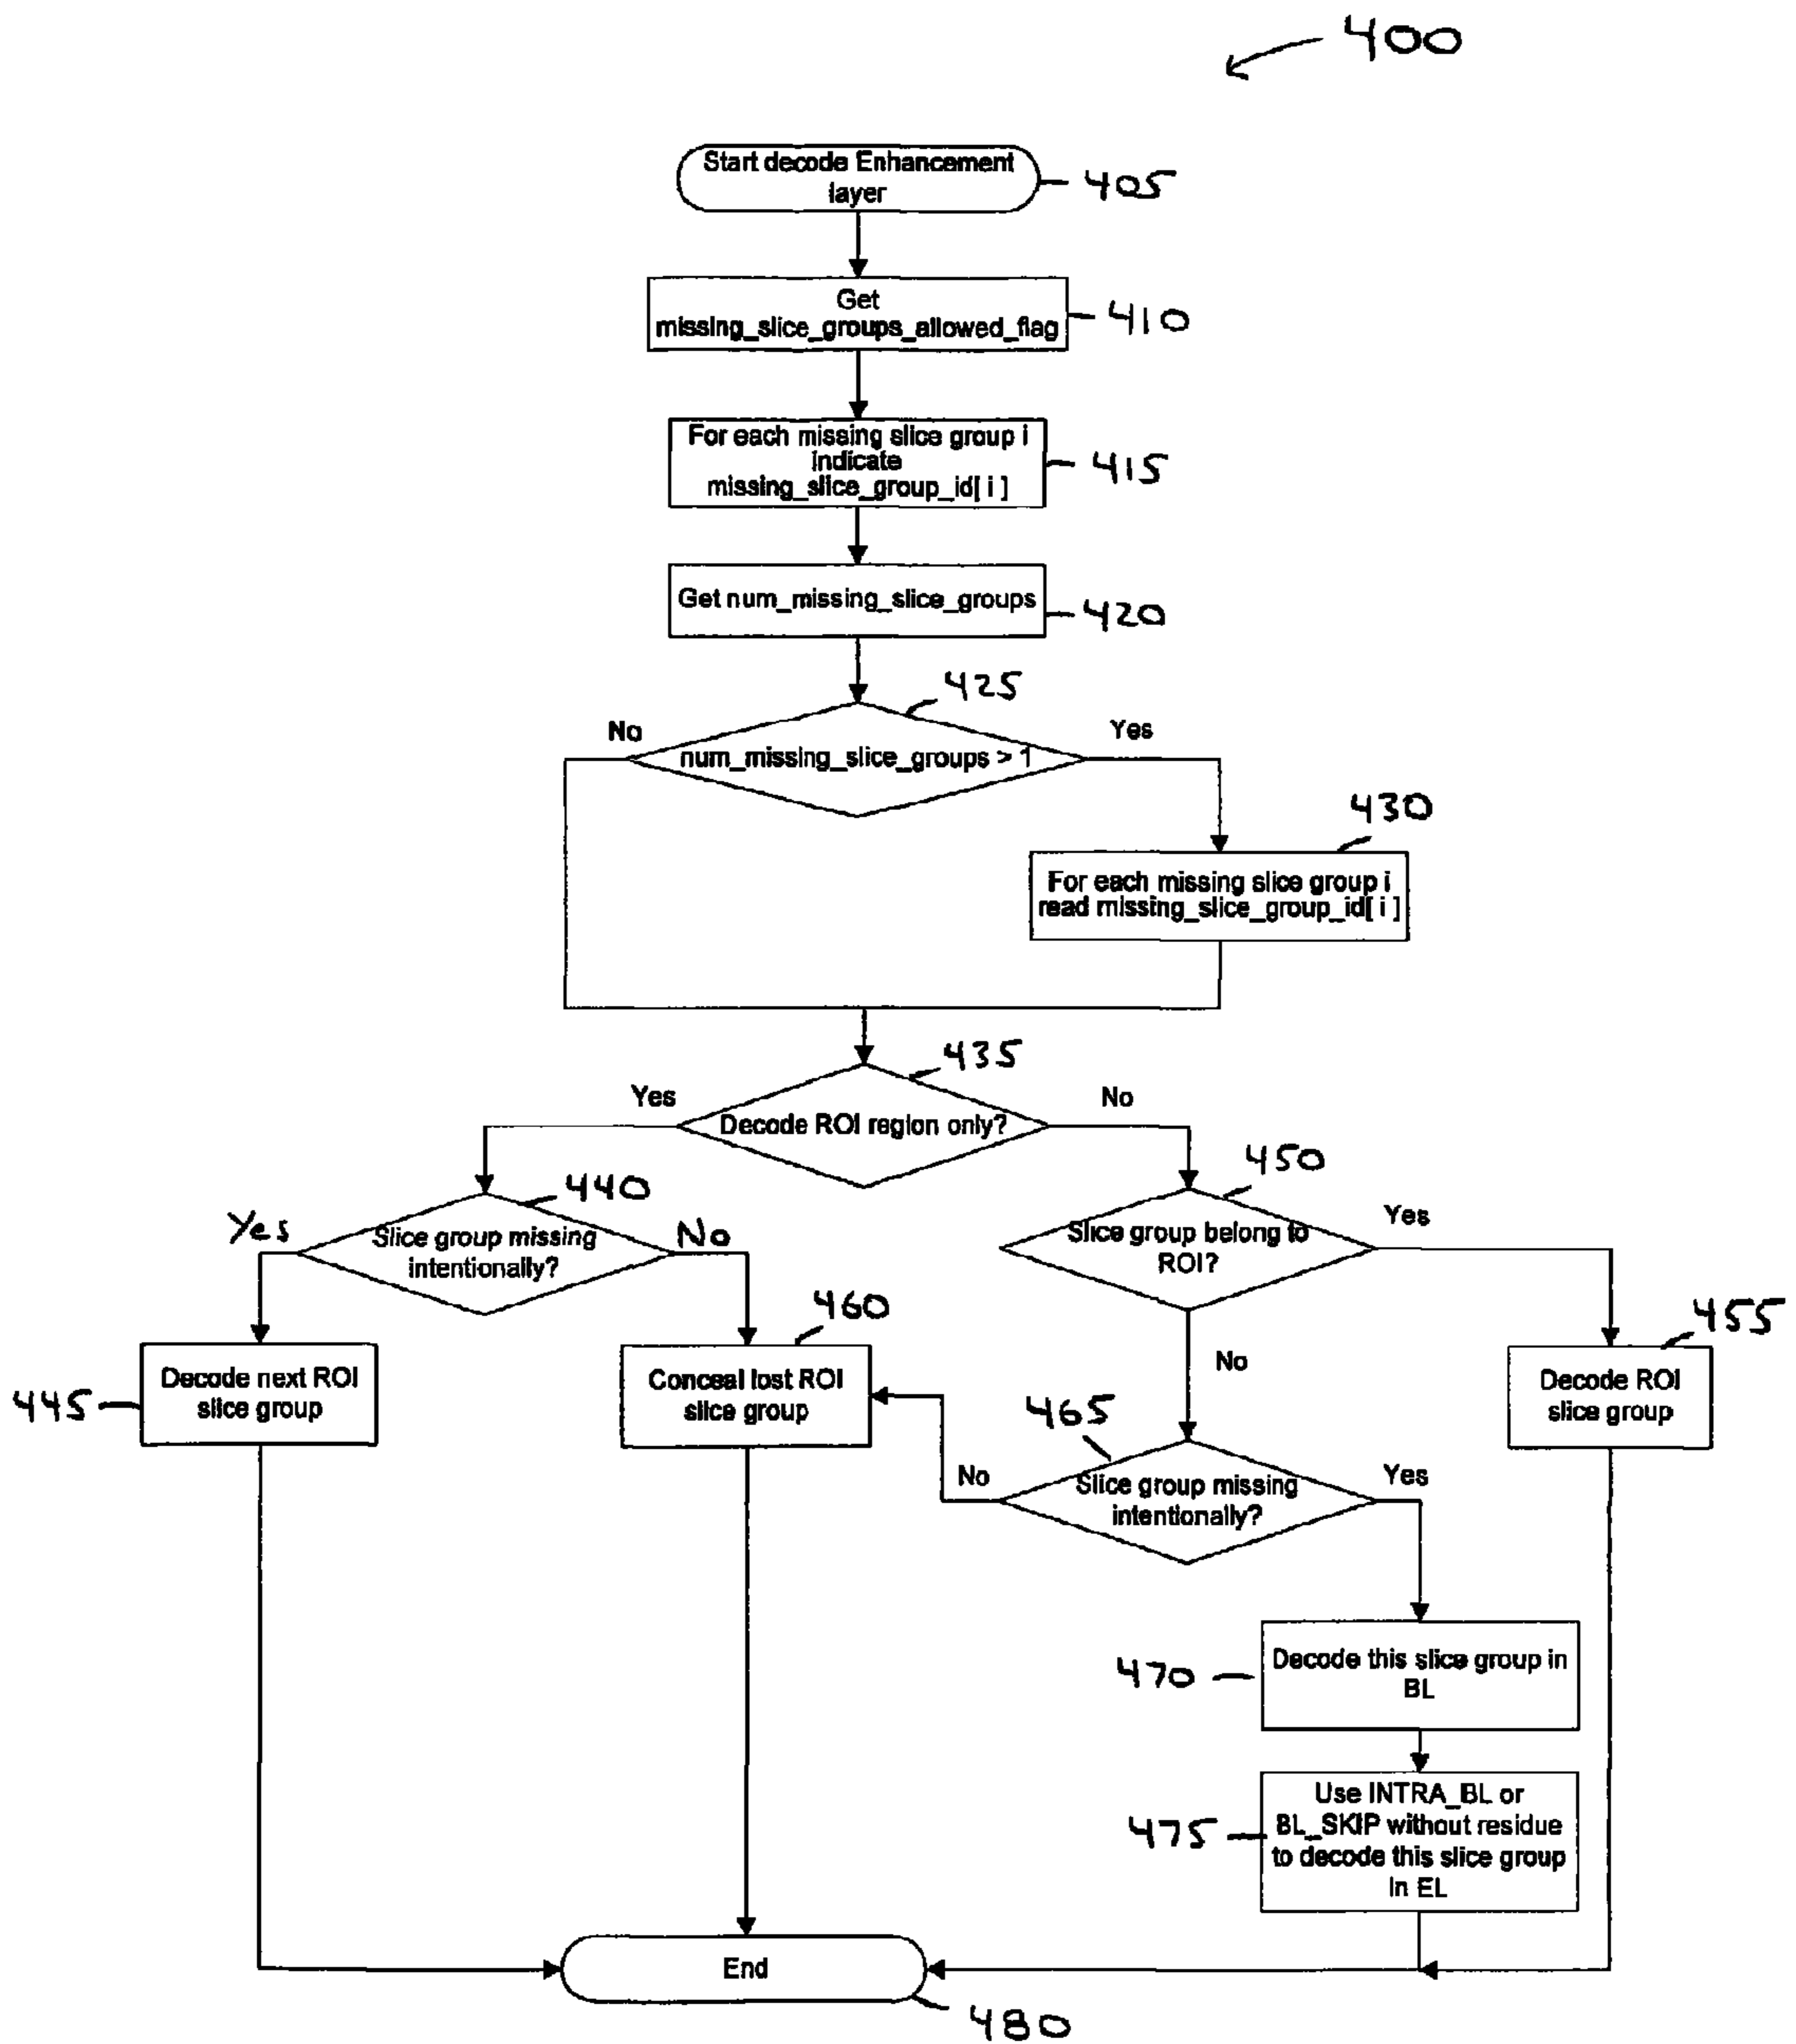 400
Start decode Enhancement
layer
405
Get
missing_slice_groups_allowed_flag
410
For each missing slice group i
indicate
missing_slice_group_id[ i ]
415
Get num_missing_slice_groups
420
425
No
Yes
num_missing_slice_groups > 1
430
For each missing slice group i
read missing_slice_group_id[ i ]
435
Yes
No
Decode ROI region only?
440
450
Yes
No
Slice group missing
intentionally?
Slice group belong to
ROI?
Yes
460
455
No
445
Decode next ROI
slice group
Conceal lost ROI
slice group
Decode ROI
slice group
465
No
Yes
Slice group missing
intentionally?
470
Decode this slice group in
BL
475
Use INTRA_BL or
BL_SKIP without residue
to decode this slice group
in EL
End
480